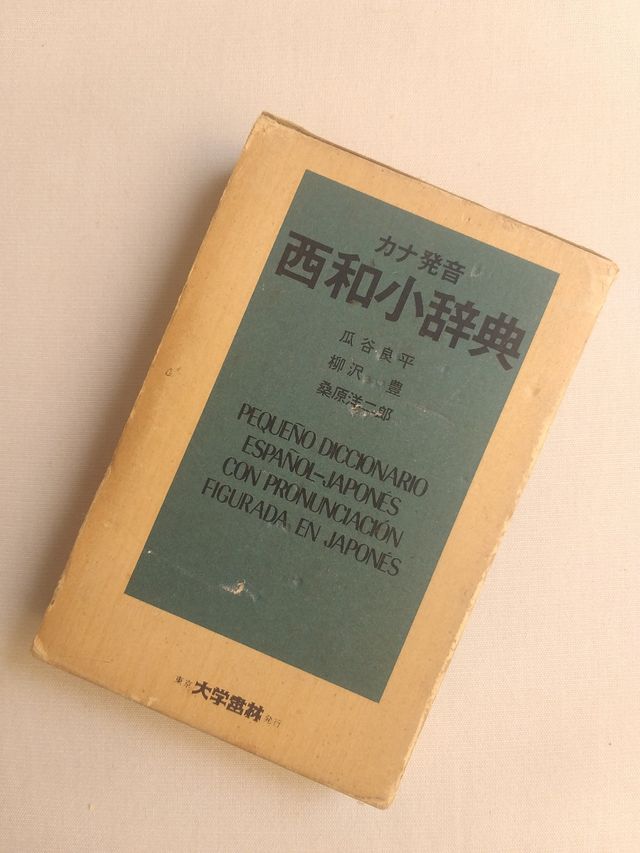 カナ発音
西和小辞典
瓜谷良平
柳沢 豊
桑原洋二郎
PEQUEÑO DICCIONARIO
ESPAÑOL—JAPONÉS
CON PRONUNCIACIÓN
FIGURADA EN JAPONÉS
東京 大学書林 発行